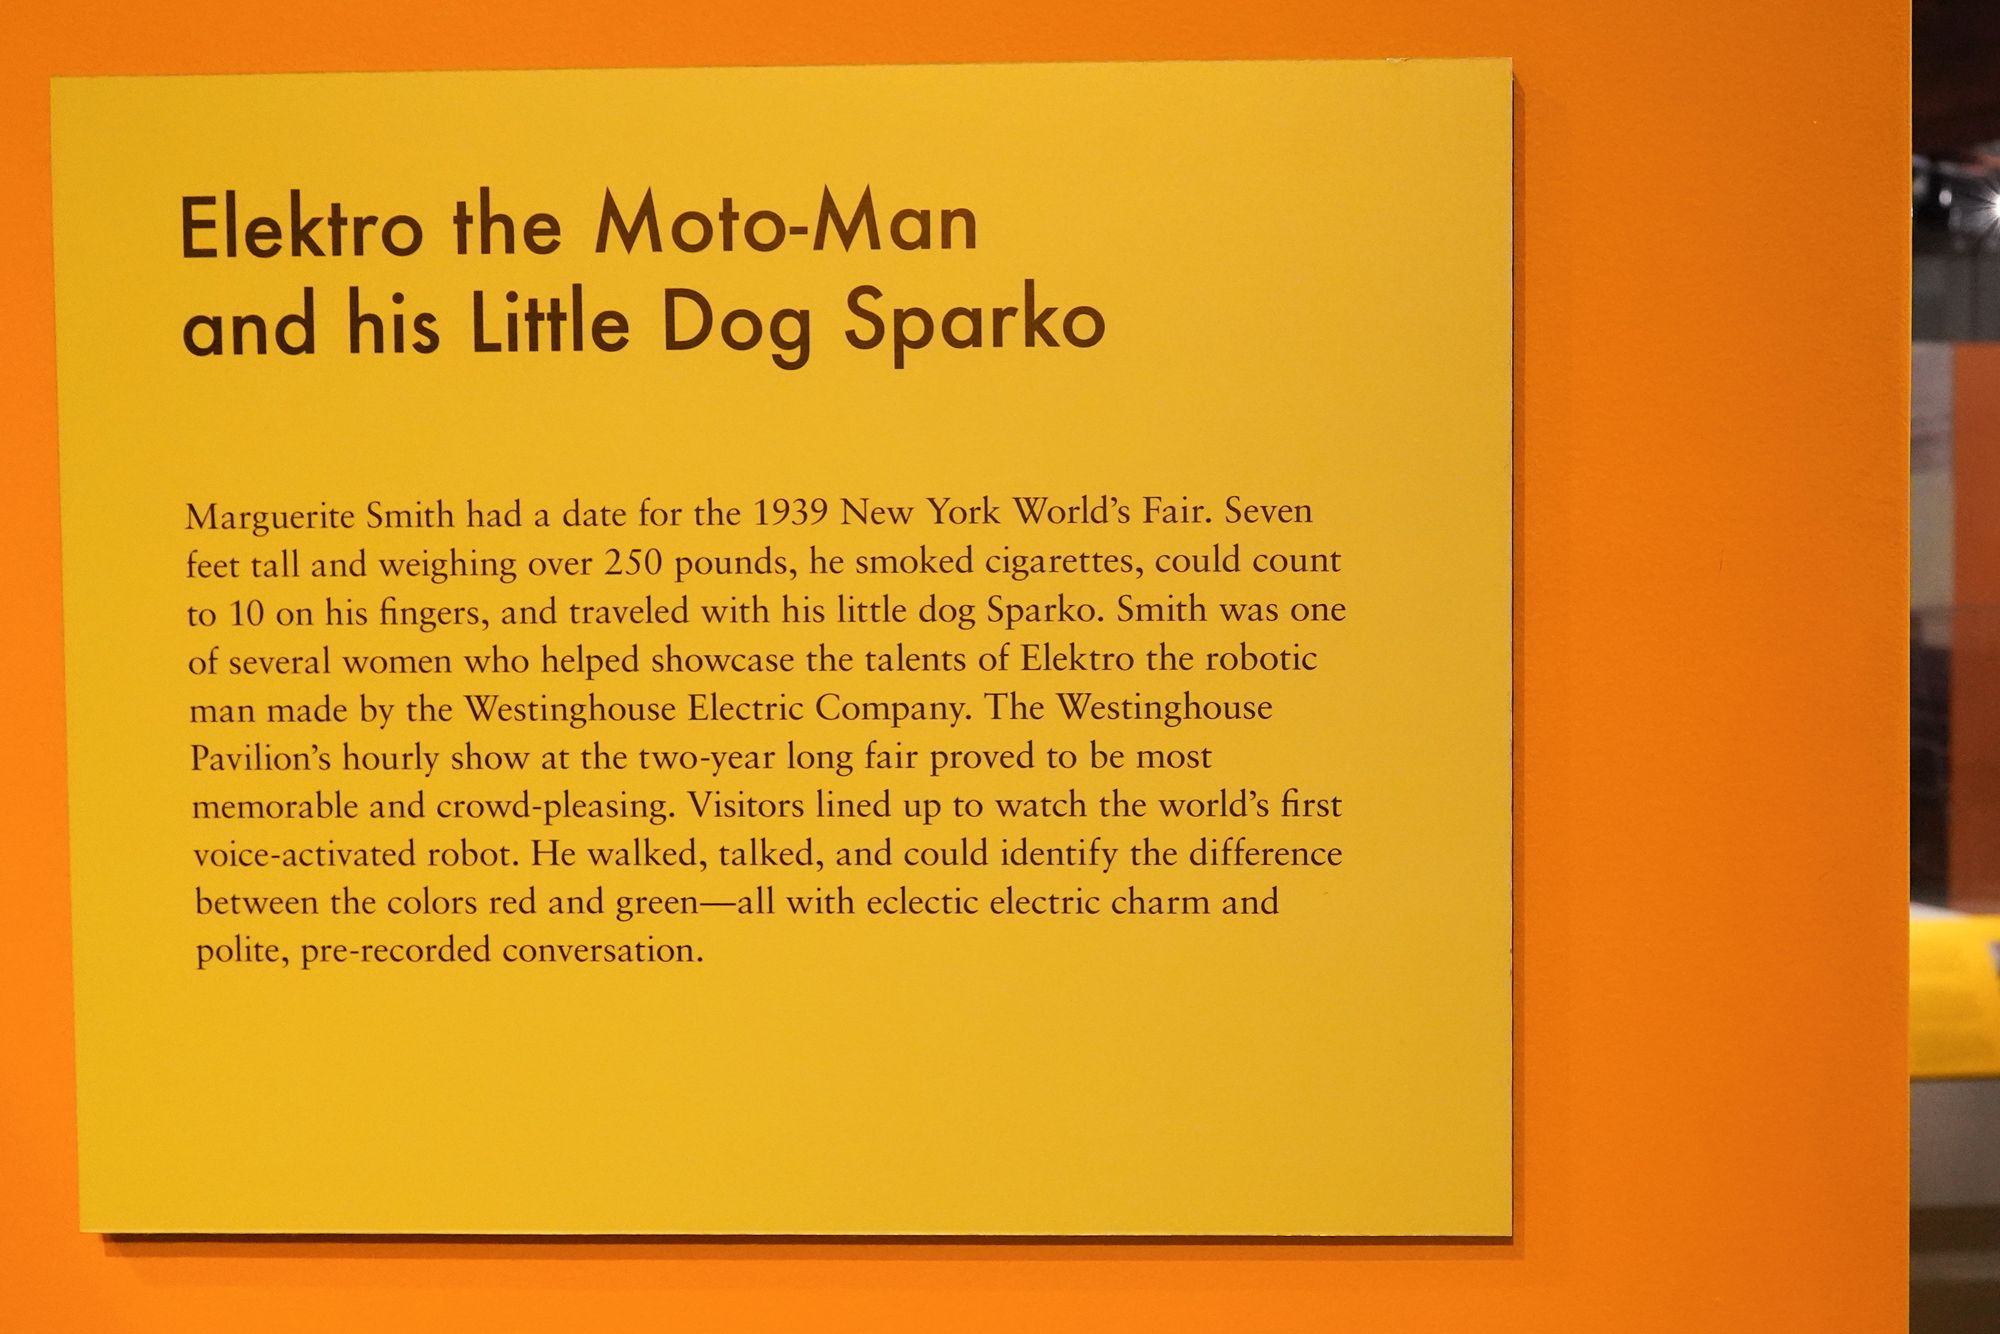 Elektro the Moto-Man
and his Little Dog Sparko
Marguerite Smith had a date for the 1939 New York World’s Fair. Seven
feet tall and weighing over 250 pounds, he smoked cigarettes, could count
to 10 on his fingers, and traveled with his little dog Sparko. Smith was one
of several women who helped showcase the talents of Elektro the robotic
man made by the Westinghouse Electric Company. The Westinghouse
Pavilion’s hourly show at the two-year long fair proved to be most
memorable and crowd-pleasing. Visitors lined up to watch the world’s first
voice-activated robot. He walked, talked, and could identify the difference
between the colors red and green—all with eclectic electric charm and
polite, pre-recorded conversation.